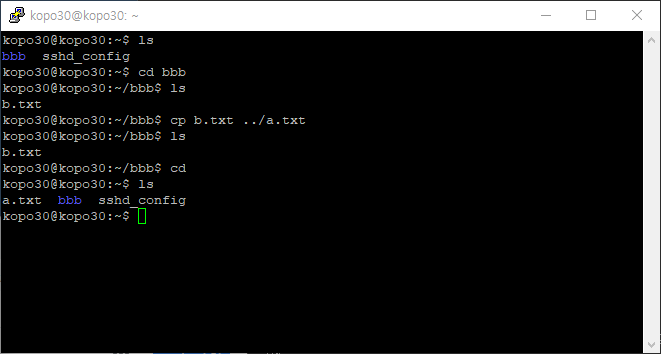 kopo30@kopo30: ~
kopo30@kopo30:~$ ls
bbb  sshd_config
kopo30@kopo30:~$ cd bbb
kopo30@kopo30:~/bbb$ ls
b.txt
kopo30@kopo30:~/bbb$ cp b.txt ../a.txt
kopo30@kopo30:~/bbb$ ls
b.txt
kopo30@kopo30:~/bbb$ cd
kopo30@kopo30:~$ ls
a.txt  bbb  sshd_config
kopo30@kopo30:~$